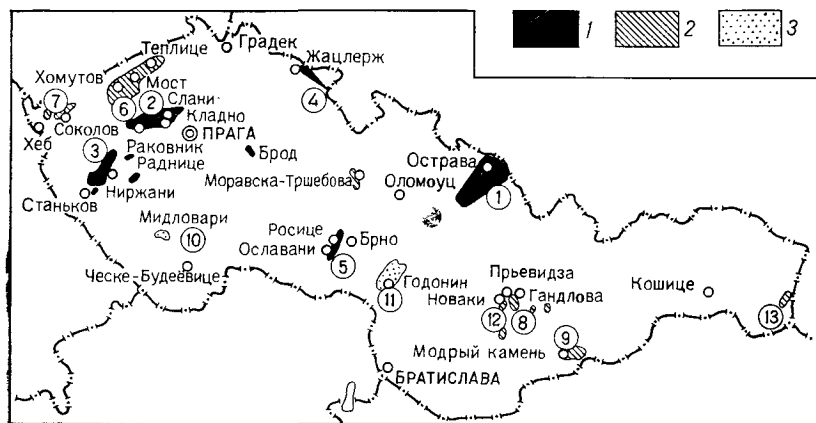 1 2 3
Градек
Теплице
Жацлерж
Хомутов
Мост
7
6
2
Слани
4
Соколов
Кладно
ПРАГА
Хеб
3
Раковник
Брод
Острава
Раднице
Моравска-Тршебова
Оломоуц
1
Ниржани
Станьков
Мидловари
10
Росице
Брно
Ославани
5
Ческе-Будеевице
Годонин
11
Прьевидза
Новаки
Гандлова
12
8
Кошице
13
9
Модрый камень
БРАТИСЛАВА